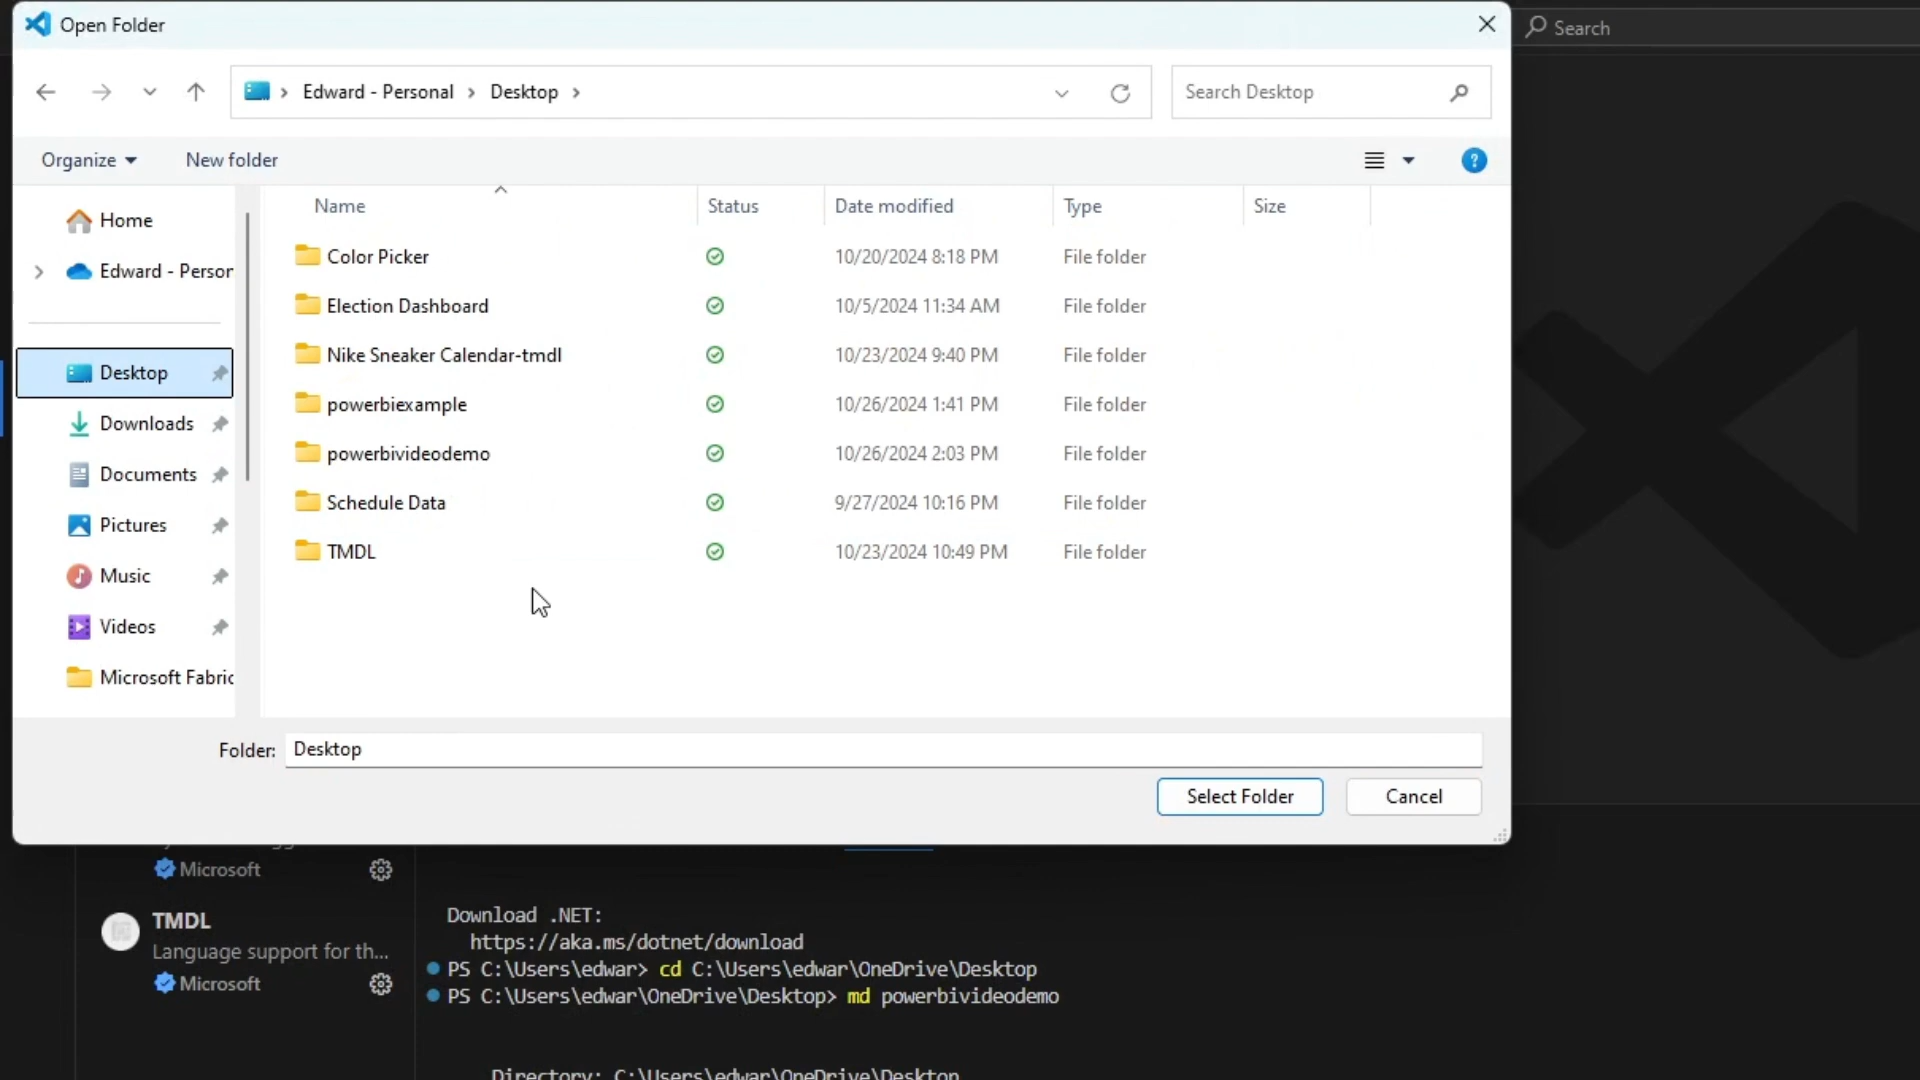 Open Folder
Search
Edward - Personal
Desktop
Search Desktop
Organize
New folder
Name
Status
Date modified
Type
Size
Home
Edward - Person
Desktop
Downloads
Documents
Pictures
Music
Videos
Microsoft Fabric
Color Picker 10/20/2024 8:18 PM File folder
Election Dashboard 10/5/2024 11:34 AM File folder
Nike Sneaker Calendar-tmdl 10/23/2024 9:40 PM File folder
powerbiexample 10/26/2024 1:41 PM File folder
powerbivideodemo 10/26/2024 2:03 PM File folder
Schedule Data 9/27/2024 10:16 PM File folder
TMDL 10/23/2024 10:49 PM File folder
Folder: Desktop
Select Folder
Cancel
Microsoft
TMDL
Language support for th...
Microsoft
Download .NET:
https://aka.ms/dotnet/download
PS C:\Users\edwar> cd C:\Users\edwar\OneDrive\Desktop
PS C:\Users\edwar\OneDrive\Desktop> md powerbivideodemo
Directory: C:\Users\edwar\OneDrive\Desktop